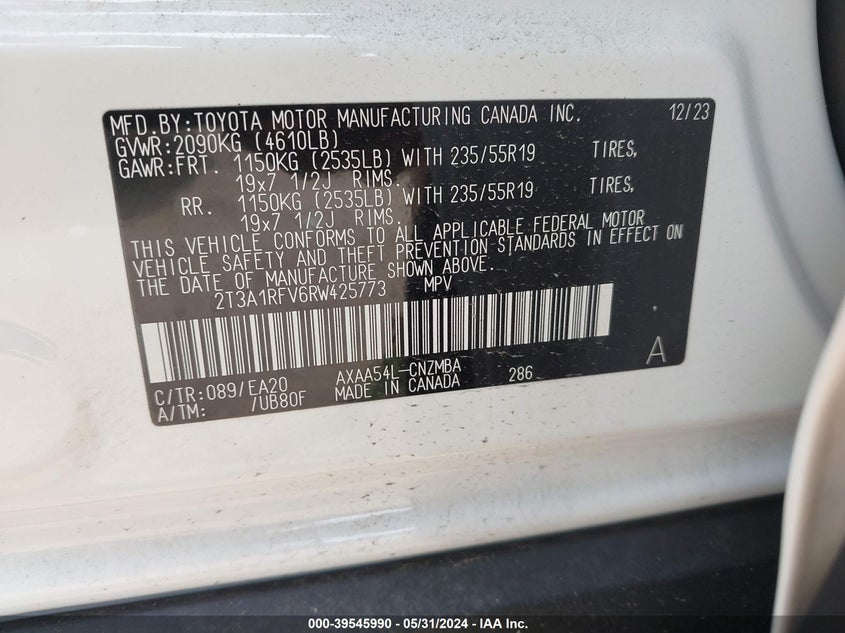 MFD.BY:TOYOTA MOTOR MANUFACTURING CANADA INC. 12/23
GVWR:2090KG (4610LB)
GAWR:FRT. 1150KG (2535LB) WITH 235/55R19 TIRES,
19x7 1/2J RIMS.
RR. 1150KG (2535LB) WITH 235/55R19 TIRES,
19x7 1/2J RIMS.
THIS VEHICLE CONFORMS TO ALL APPLICABLE FEDERAL MOTOR
VEHICLE SAFETY AND THEFT PREVENTION STANDARDS IN EFFECT ON
THE DATE OF MANUFACTURE SHOWN ABOVE.
2T3A1RFV6RW425773 MPV
A
C/TR:089/EA20 AXAA54L-CNZMBA 286
A/TM: /UB80F MADE IN CANADA
000-39545990 - 05/31/2024 - IAA Inc.